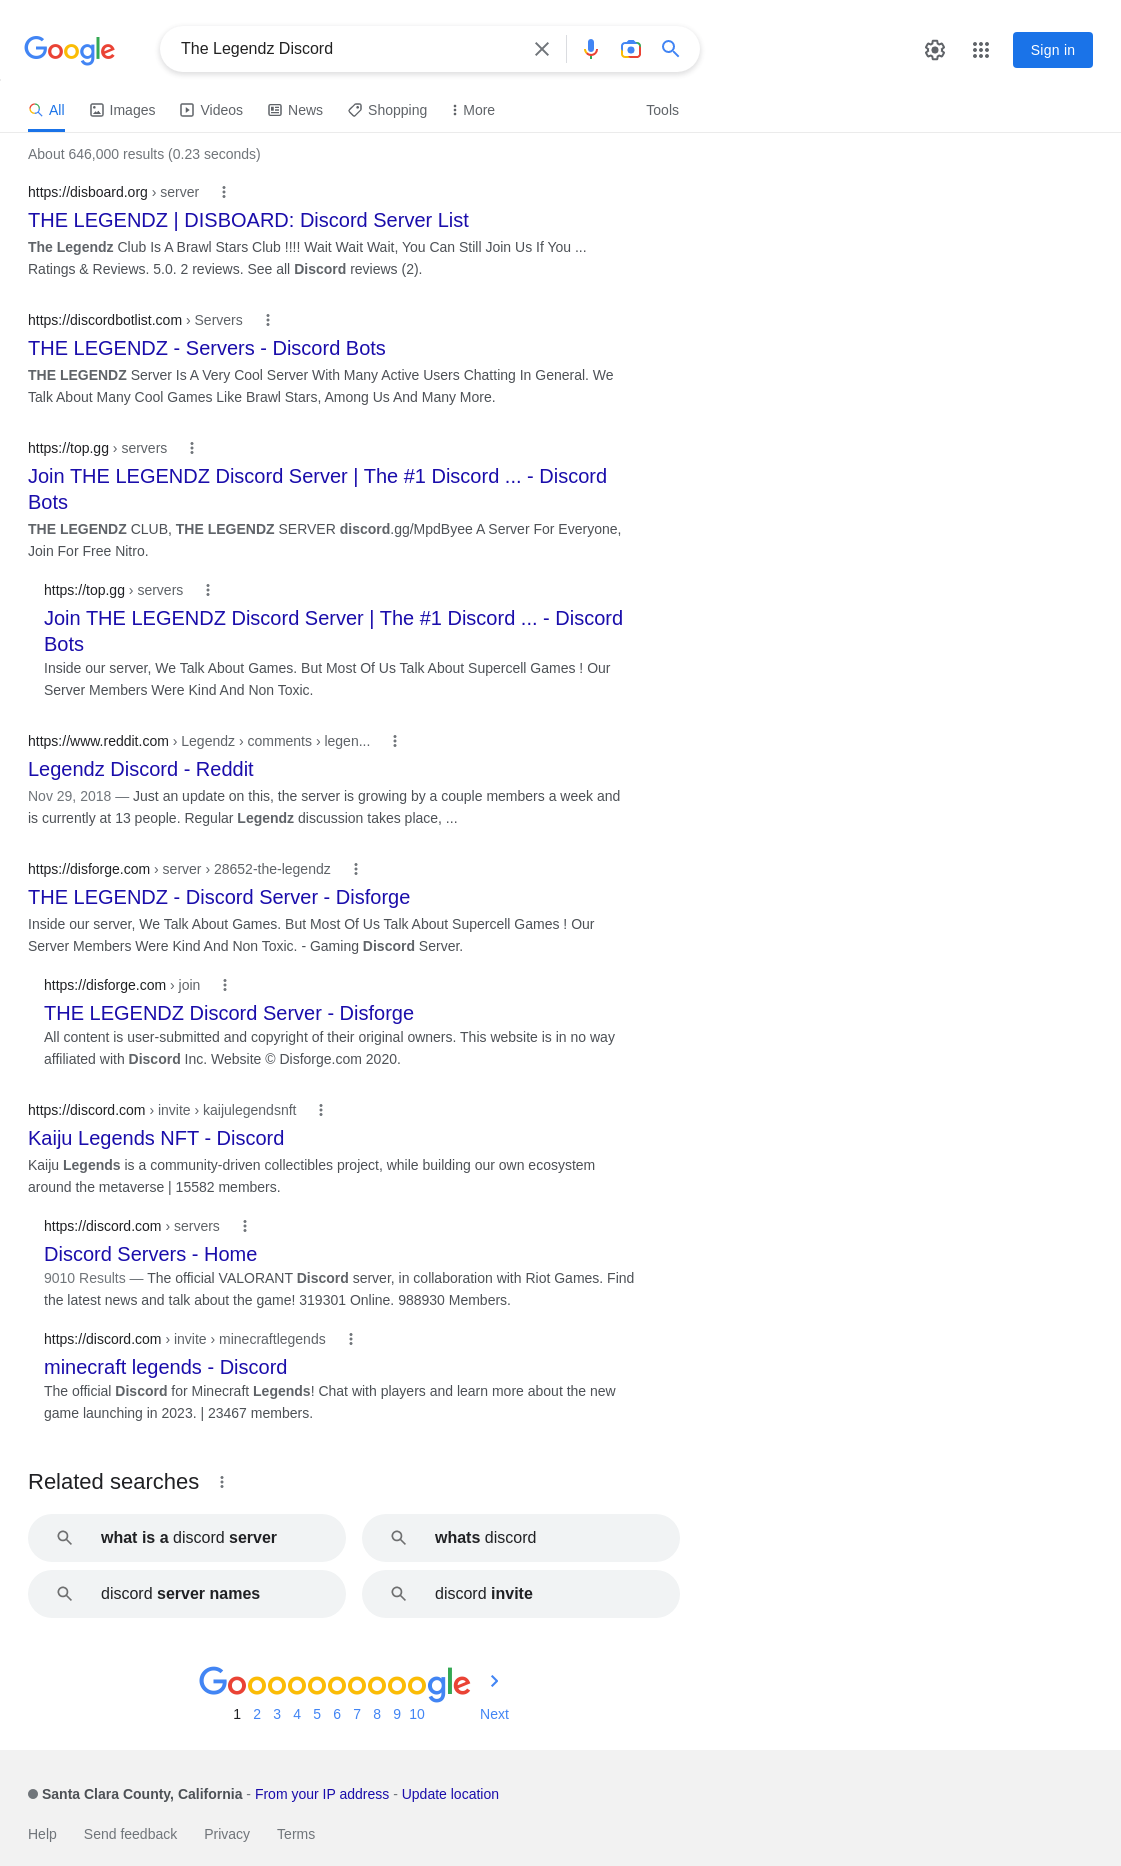 Google
The Legendz Discord
Sign in
All Images Videos News Shopping More Tools
About 646,000 results (0.23 seconds)
https://disboard.org › server
THE LEGENDZ | DISBOARD: Discord Server List
The Legendz Club Is A Brawl Stars Club !!!! Wait Wait Wait, You Can Still Join Us If You ...
Ratings & Reviews. 5.0. 2 reviews. See all Discord reviews (2).
https://discordbotlist.com › Servers
THE LEGENDZ - Servers - Discord Bots
THE LEGENDZ Server Is A Very Cool Server With Many Active Users Chatting In General. We
Talk About Many Cool Games Like Brawl Stars, Among Us And Many More.
https://top.gg › servers
Join THE LEGENDZ Discord Server | The #1 Discord ... - Discord
Bots
THE LEGENDZ CLUB, THE LEGENDZ SERVER discord.gg/MpdByee A Server For Everyone,
Join For Free Nitro.
https://top.gg › servers
Join THE LEGENDZ Discord Server | The #1 Discord ... - Discord
Bots
Inside our server, We Talk About Games. But Most Of Us Talk About Supercell Games ! Our
Server Members Were Kind And Non Toxic.
https://www.reddit.com › Legendz › comments › legen...
Legendz Discord - Reddit
Nov 29, 2018 — Just an update on this, the server is growing by a couple members a week and
is currently at 13 people. Regular Legendz discussion takes place, ...
https://disforge.com › server › 28652-the-legendz
THE LEGENDZ - Discord Server - Disforge
Inside our server, We Talk About Games. But Most Of Us Talk About Supercell Games ! Our
Server Members Were Kind And Non Toxic. - Gaming Discord Server.
https://disforge.com › join
THE LEGENDZ Discord Server - Disforge
All content is user-submitted and copyright of their original owners. This website is in no way
affiliated with Discord Inc. Website © Disforge.com 2020.
https://discord.com › invite › kaijulegendsnft
Kaiju Legends NFT - Discord
Kaiju Legends is a community-driven collectibles project, while building our own ecosystem
around the metaverse | 15582 members.
https://discord.com › servers
Discord Servers - Home
9010 Results — The official VALORANT Discord server, in collaboration with Riot Games. Find
the latest news and talk about the game! 319301 Online. 988930 Members.
https://discord.com › invite › minecraftlegends
minecraft legends - Discord
The official Discord for Minecraft Legends! Chat with players and learn more about the new
game launching in 2023. | 23467 members.
Related searches
what is a discord server
whats discord
discord server names
discord invite
Goooooooooogle
1 2 3 4 5 6 7 8 9 10 Next
Santa Clara County, California - From your IP address - Update location
Help Send feedback Privacy Terms